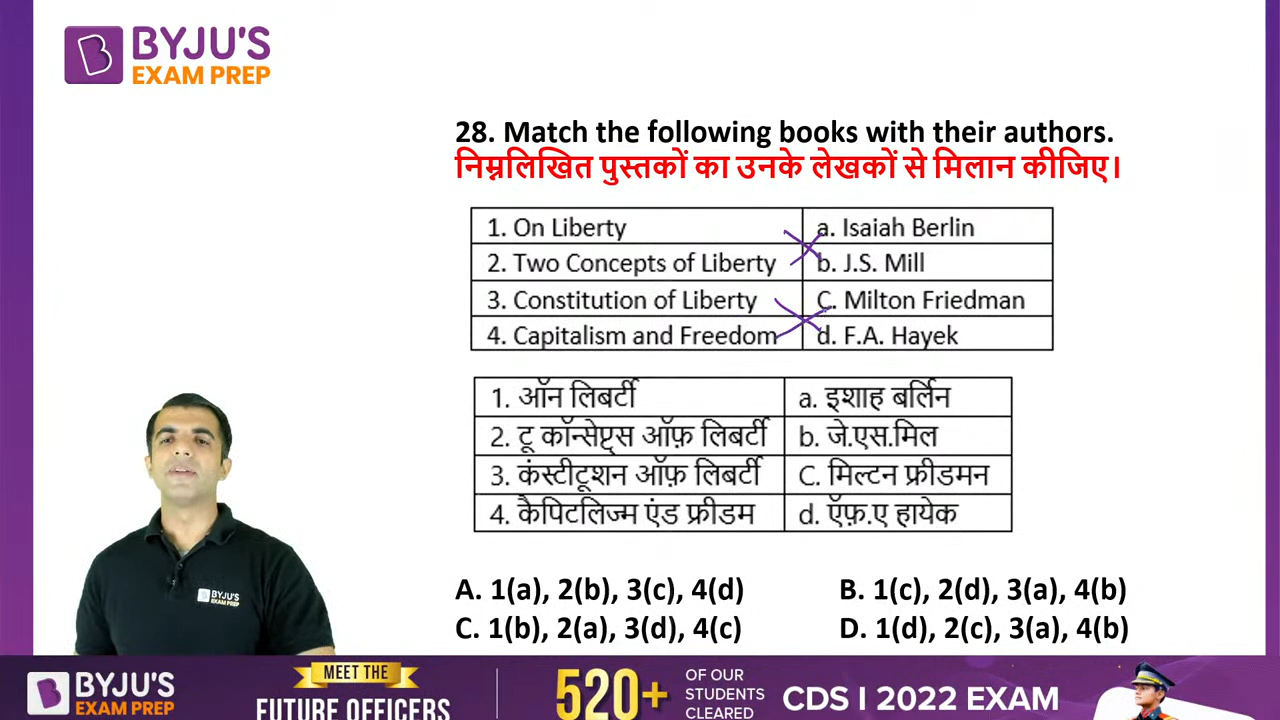 BYJU'S
EXAM PREP
28. Match the following books with their authors.
निम्नलिखित पुस्तकों का उनके लेखकों से मिलान कीजिए।
1. On Liberty a. Isaiah Berlin
2. Two Concepts of Liberty b. J.S. Mill
3. Constitution of Liberty C. Milton Friedman
4. Capitalism and Freedom d. F.A. Hayek
1. ऑन लिबर्टी a. इशाह बर्लिन
2. टू कॉन्सेप्ट्स ऑफ़ लिबर्टी b. जे.एस.मिल
3. कंस्टीटूशन ऑफ़ लिबर्टी C. मिल्टन फ्रीडमन
4. कैपिटलिज्म एंड फ्रीडम d. ऍफ़.ए हायेक
A. 1(a), 2(b), 3(c), 4(d) B. 1(c), 2(d), 3(a), 4(b)
C. 1(b), 2(a), 3(d), 4(c) D. 1(d), 2(c), 3(a), 4(b)
BYJU'S
EXAM PREP
BYJU'S
EXAM PREP
MEET THE
FUTURE OFFICERS
520+
OF OUR
STUDENTS
CLEARED
CDS I 2022 EXAM